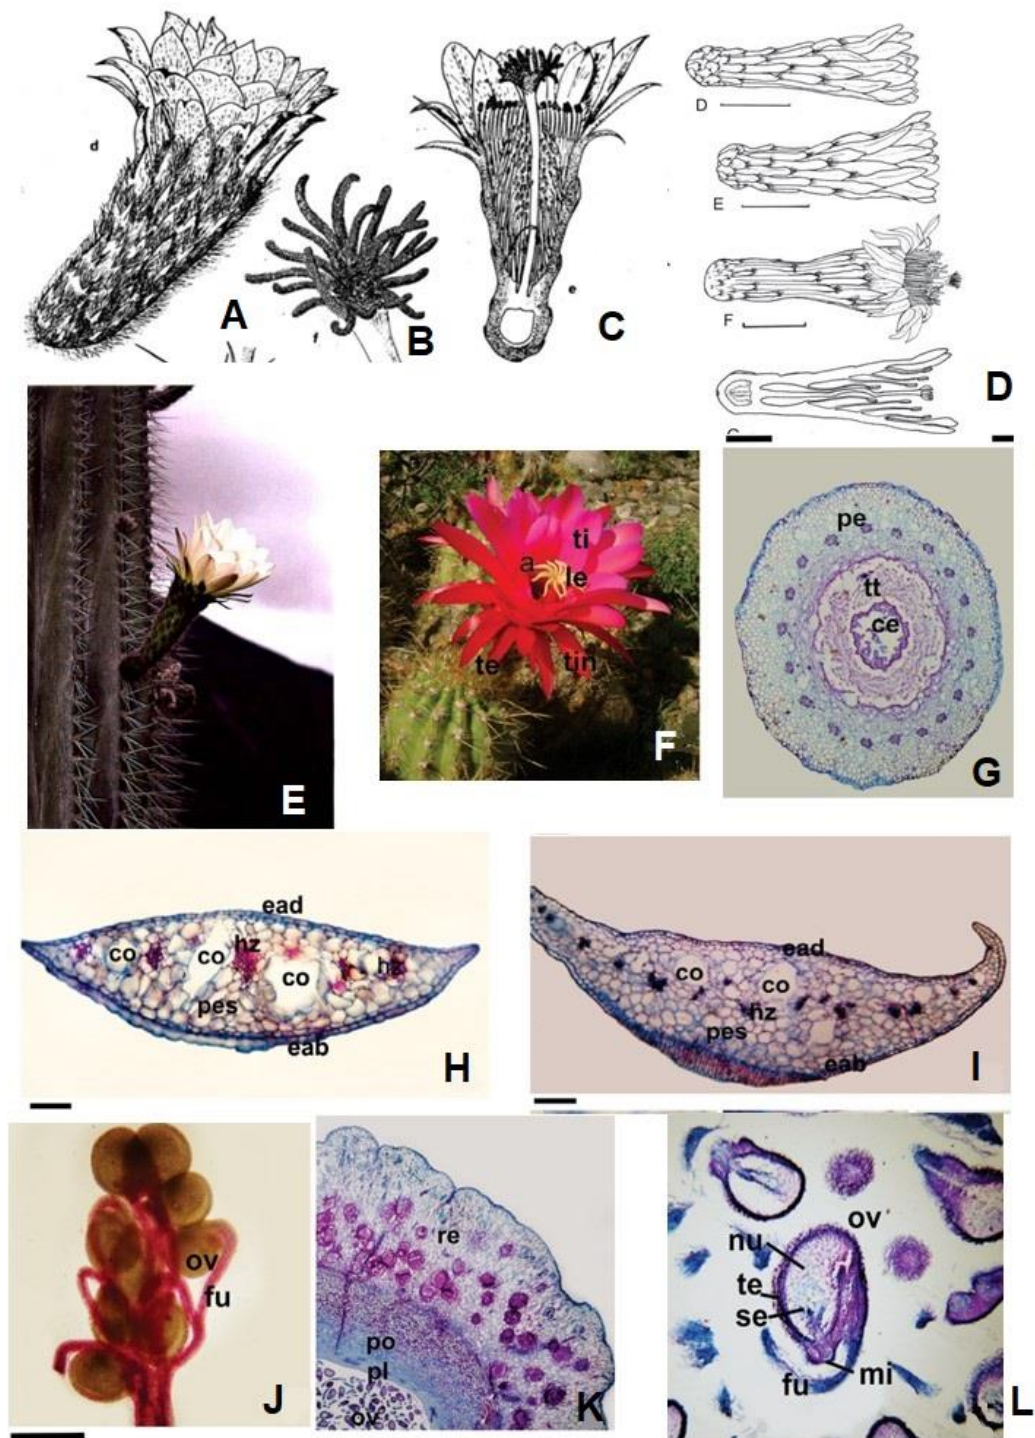 d
A
f
B
e
C
D
E
F
D
E
ti
a
le
te
tin
F
pe
tt
ce
G
ead
co
hz
co
co
hz
pes
eab
H
ead
co
co
hz
pes
eab
I
ov
fu
J
re
po
pl
ov
K
ov
nu
te
se
mi
fu
L